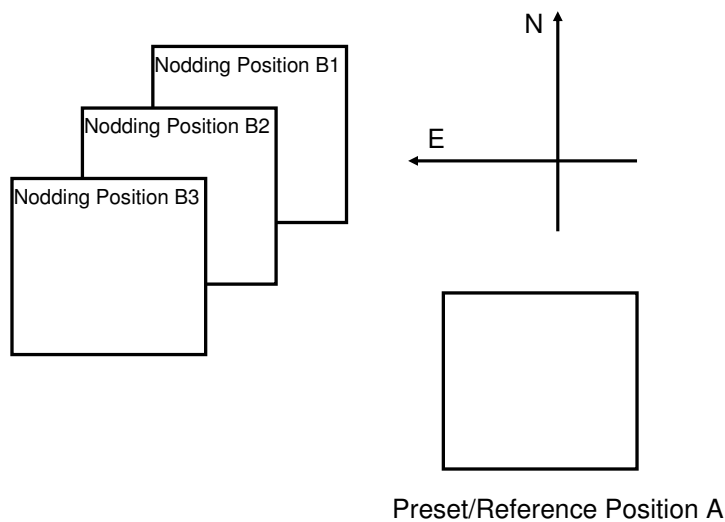 N
Nodding Position B1
Nodding Position B2
E
Nodding Position B3
Preset/Reference Position A